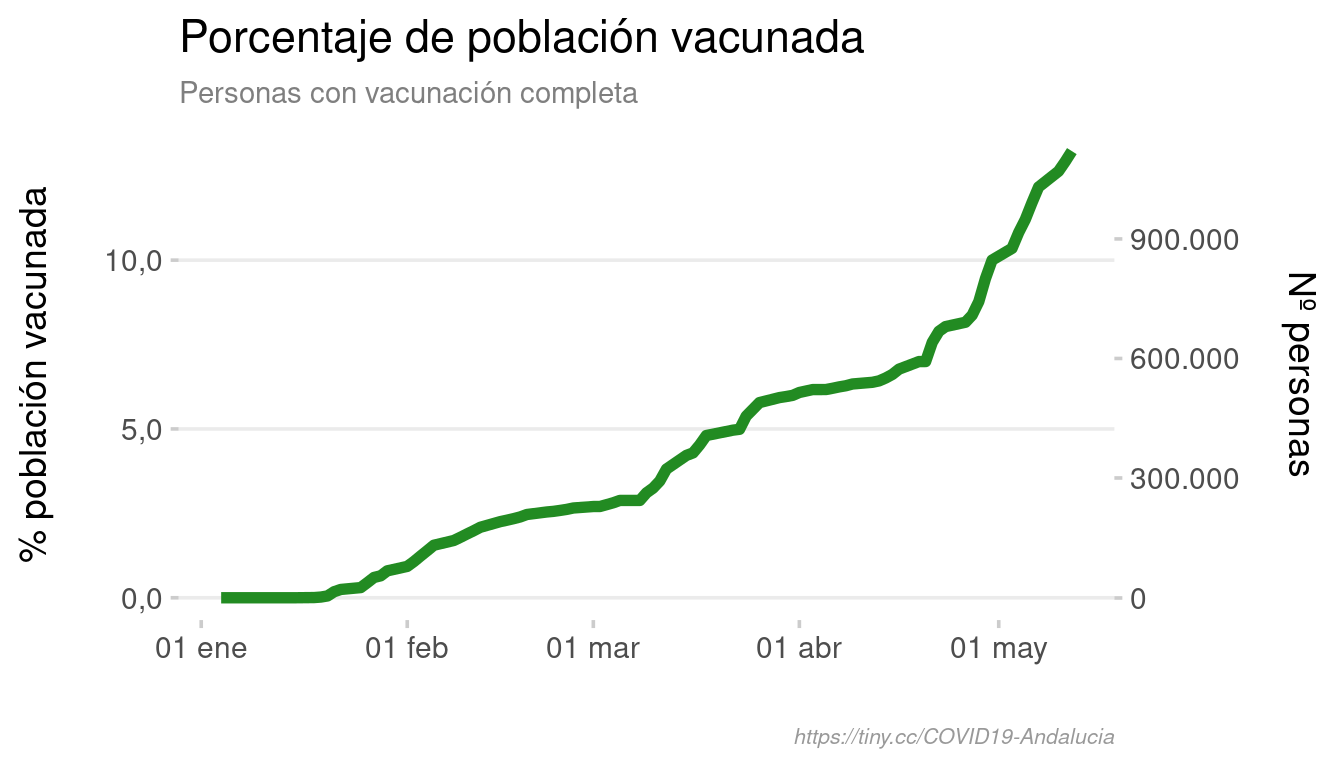 Porcentaje de población vacunada
Personas con vacunación completa
% población vacunada
10,0
5,0
0,0
900.000
600.000
300.000
0
Nº personas
01 ene
01 feb
01 mar
01 abr
01 may
https://tiny.cc/COVID19-Andalucia